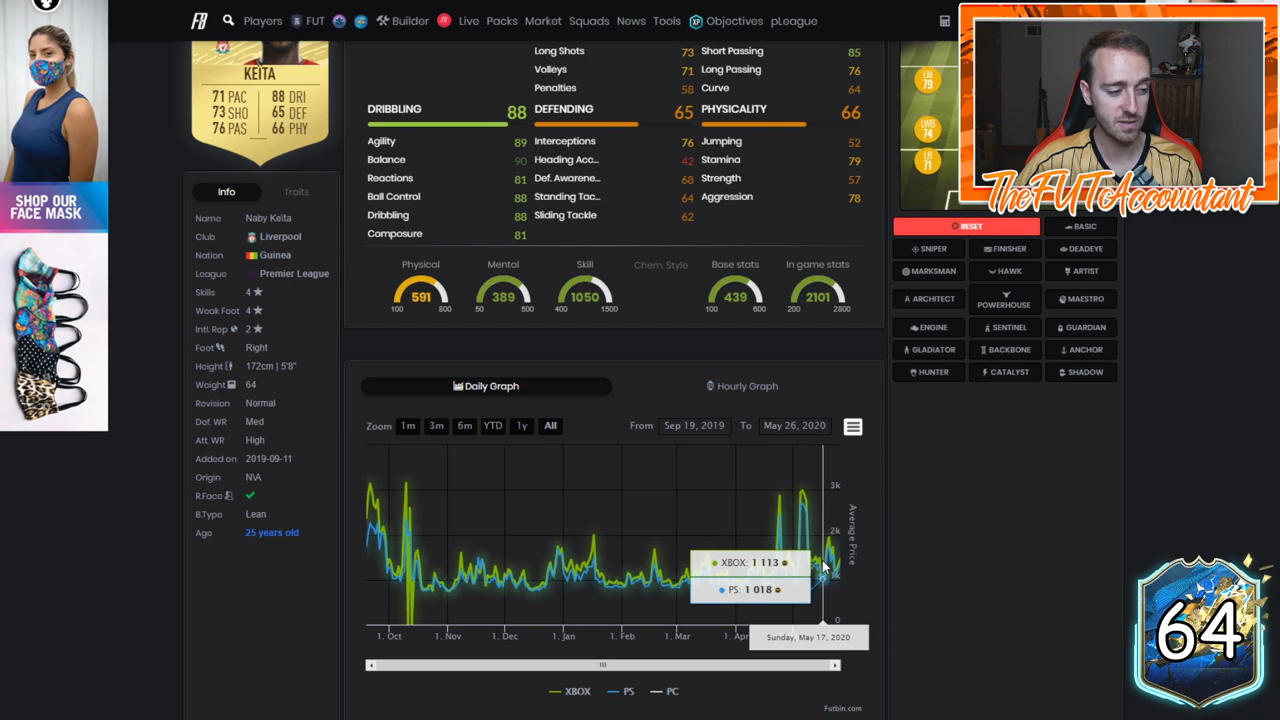 Players FUT Builder Live Packs Market Squads News Tools Objectives pLeague
KEÏTA
71 PAC 88 DRI
73 SHO 65 DEF
76 PAS 66 PHY
Long Shots 73
Volleys 71
Penalties 58
Short Passing 85
Long Passing 76
Curve 64
DRIBBLING 88
Agility 89
Balance 90
Reactions 81
Ball Control 88
Dribbling 88
Composure 81
DEFENDING 65
Interceptions 76
Heading Acc... 42
Def. Awarene... 68
Standing Tac... 64
Sliding Tackle 62
PHYSICALITY 66
Jumping 52
Stamina 79
Strength 57
Aggression 78
Physical Mental Skill Chem. Style Base stats In game stats
591 389 1050 439 2101
100 800 50 500 400 1500 100 600 200 2800
Info Traits
Name Naby Keïta
Club Liverpool
Nation Guinea
League Premier League
Skills 4
Weak Foot 4
Intl. Rep 2
Foot Right
Height 172cm | 5'8"
Weight 64
Revision Normal
Def. WR Med
Att. WR High
Added on 2019-09-11
Origin N\A
R.Face
B.Type Lean
Age 25 years old
Daily Graph Hourly Graph
Zoom 1m 3m 6m YTD 1y All From Sep 19, 2019 To May 26, 2020
3k
2k
1k
0
Average Price
XBOX: 1 113
PS: 1 018
1. Oct 1. Nov 1. Dec 1. Jan 1. Feb 1. Mar 1. Apr
Sunday, May 17, 2020
XBOX PS PC
Futbin.com
LM
79
LWB
74
LB
71
TheFUTAccountant
RESET BASIC
SNIPER FINISHER DEADEYE
MARKSMAN HAWK ARTIST
ARCHITECT POWERHOUSE MAESTRO
ENGINE SENTINEL GUARDIAN
GLADIATOR BACKBONE ANCHOR
HUNTER CATALYST SHADOW
SHOP OUR
FACE MASK
64